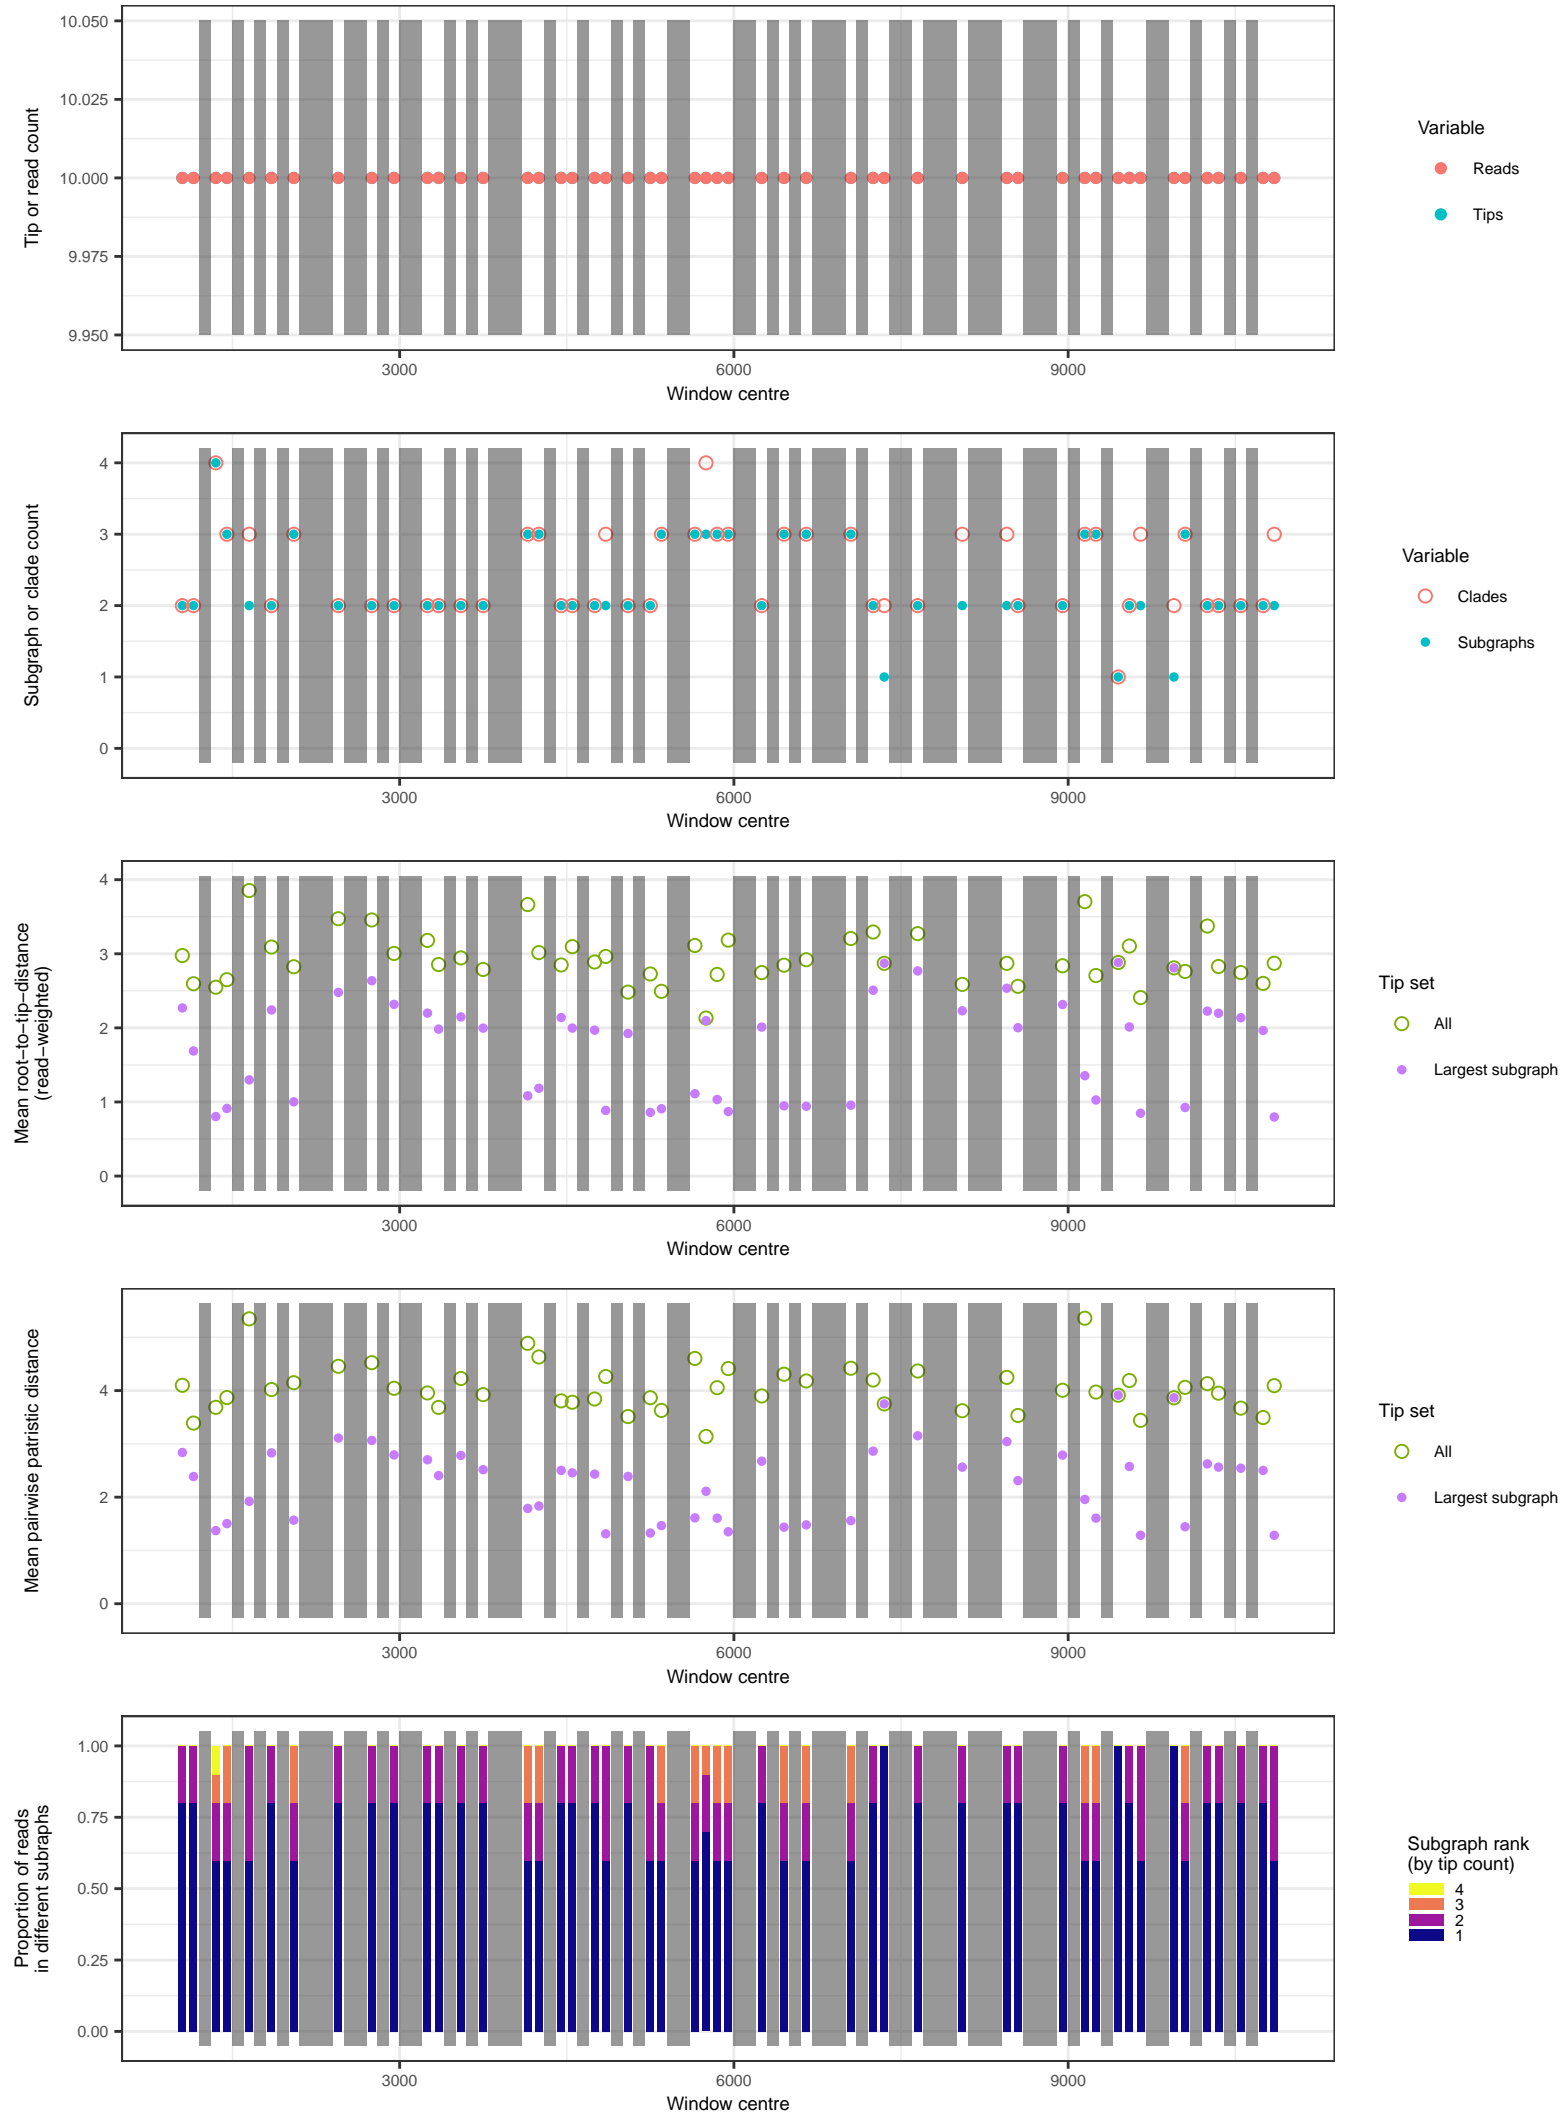 10.050
10.025
10.000
9.975
9.950
Tip or read count
3000
6000
9000
Window centre
Variable
Reads
Tips
4
3
2
1
0
Subgraph or clade count
3000
6000
9000
Window centre
Variable
Clades
Subgraphs
4
3
2
1
0
Mean root−to−tip−distance
(read−weighted)
3000
6000
9000
Window centre
Tip set
All
Largest subgraph
4
2
0
Mean pairwise patristic distance
3000
6000
9000
Window centre
Tip set
All
Largest subgraph
1.00
0.75
0.50
0.25
0.00
Proportion of reads
in different subraphs
3000
6000
9000
Window centre
Subgraph rank
(by tip count)
4
3
2
1